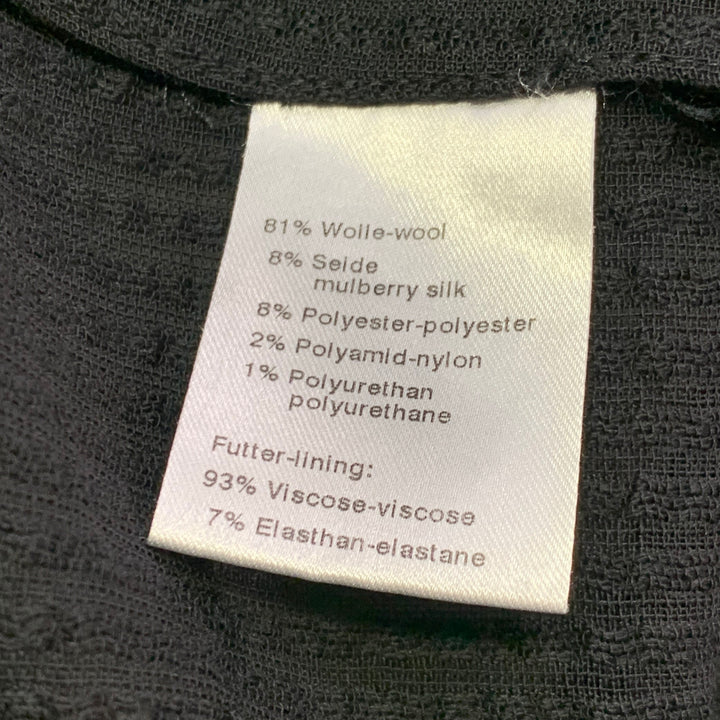 81% Wolle-wool
8% Seide
mulberry silk
8% Polyester-polyester
2% Polyamid-nylon
1% Polyurethan
polyurethane
Futter-lining:
93% Viscose-viscose
7% Elasthan-elastane